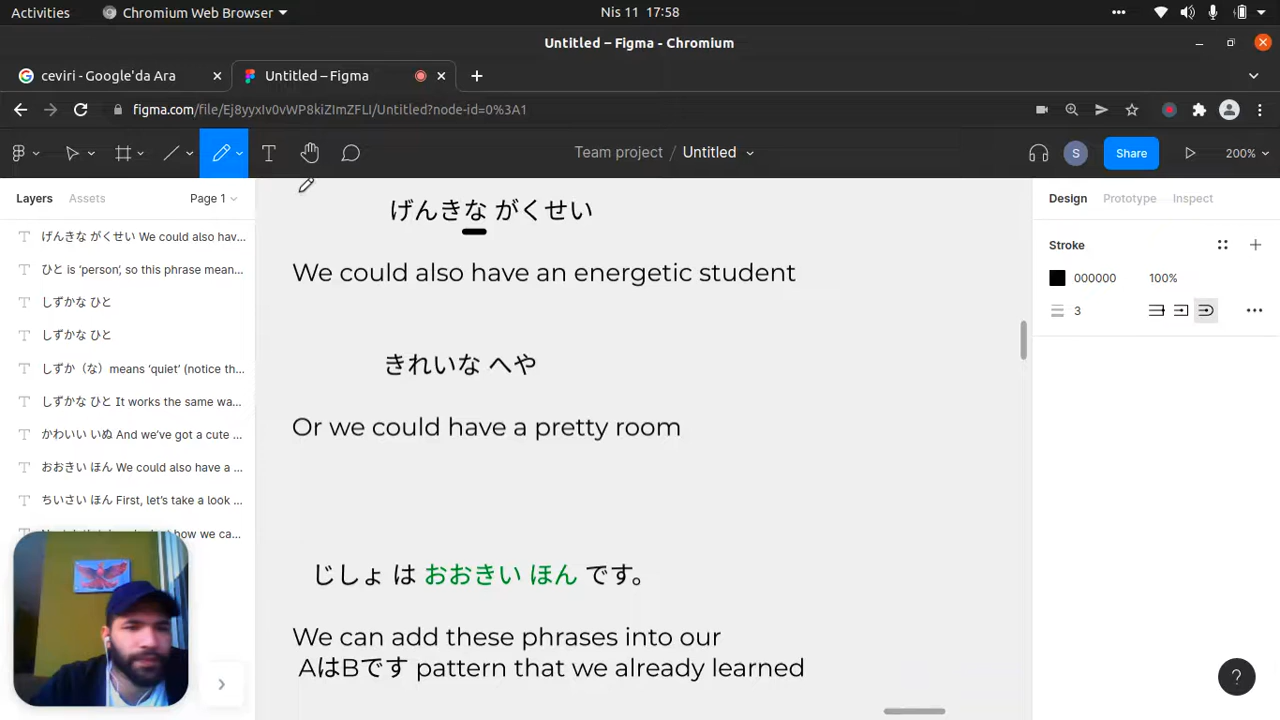 Activities
Chromium Web Browser
Nis 11 17:58
Untitled – Figma - Chromium
ceviri - Google'da Ara
Untitled – Figma
figma.com/file/Ej8yyxIv0vWP8kiZImZFLI/Untitled?node-id=0%3A1
Team project / Untitled
S
Share
200%
Layers
Assets
Page 1
Design
Prototype
Inspect
げんきな がくせい We could also hav...
ひと is ‘person’, so this phrase mean...
しずかな ひと
しずかな ひと
しずか（な）means ‘quiet’ (notice th...
しずかな ひと It works the same wa...
かわいい いぬ And we’ve got a cute ...
おおきい ほん We could also have a ...
ちいさい ほん First, let’s take a look ...
げんきな がくせい
We could also have an energetic student
きれいな へや
Or we could have a pretty room
じしょ は おおきい ほん です。
We can add these phrases into our
AはBです pattern that we already learned
Stroke
000000
100%
3
?